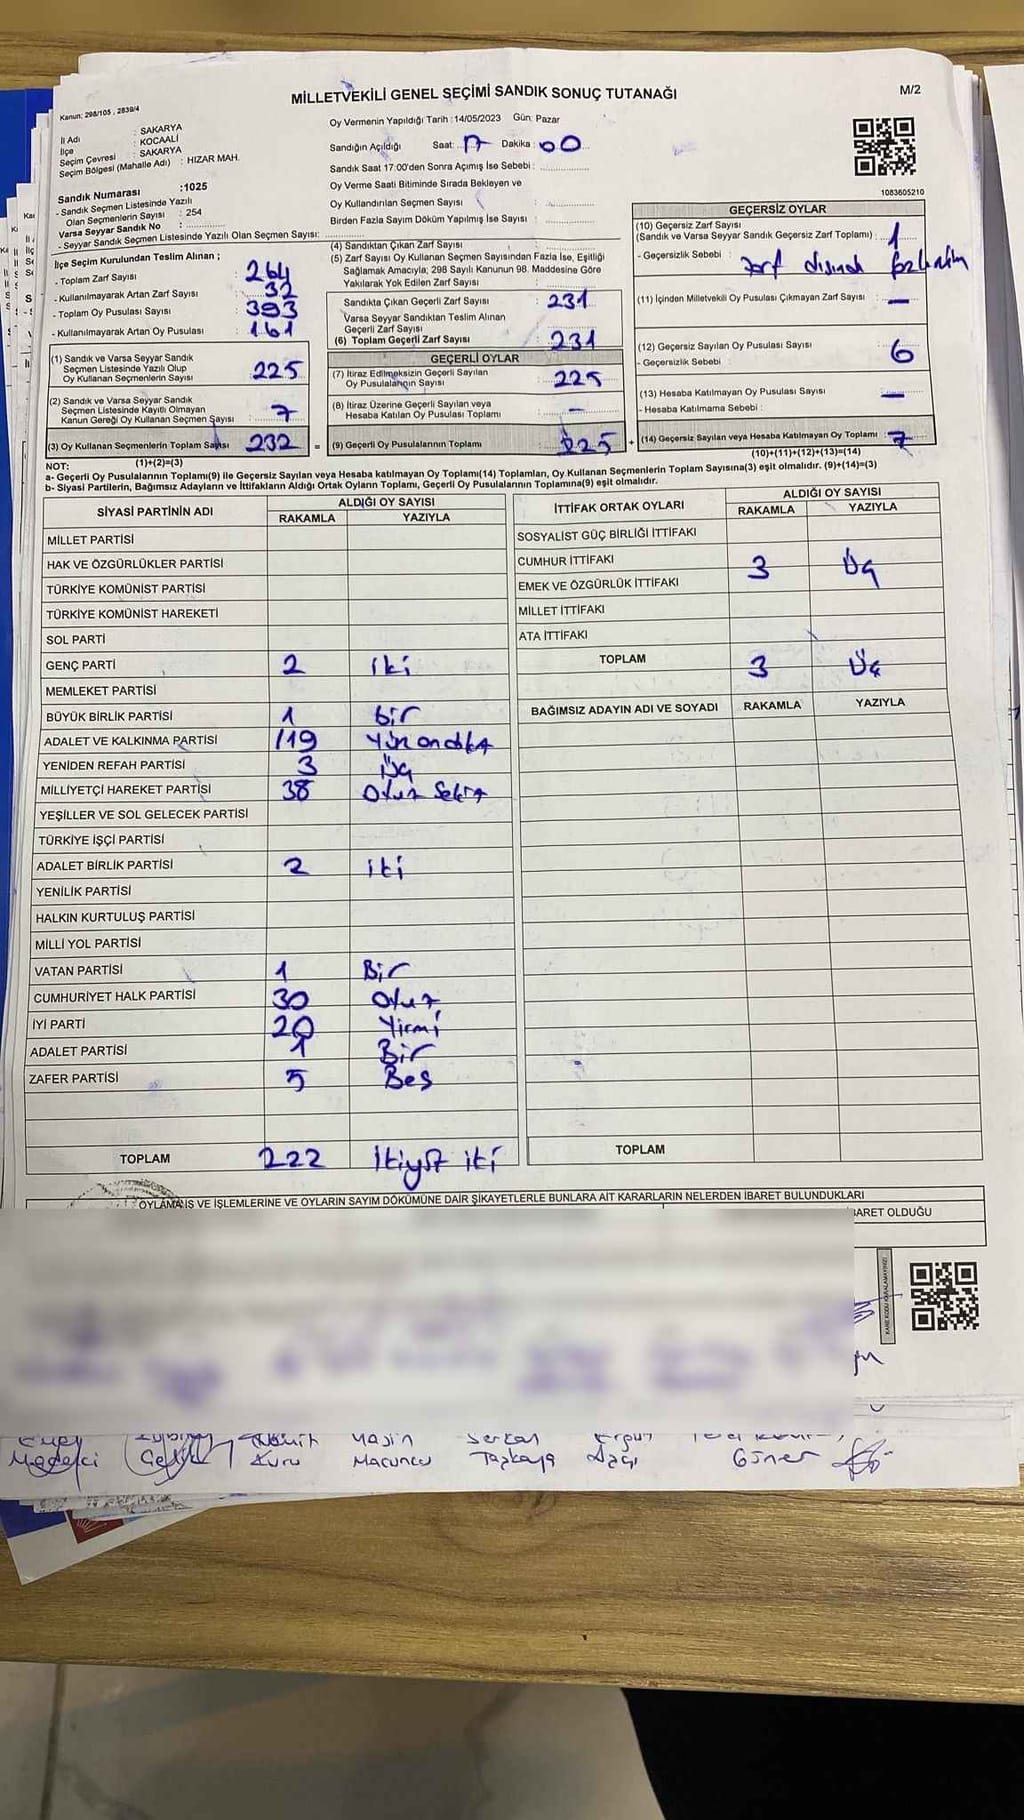 MİLLETVEKİLİ GENEL SEÇİMİ SANDIK SONUÇ TUTANAĞI
M/2
Kanun: 298/105 , 2839/4
İl Adı : SAKARYA
İlçe : KOCAALİ
Seçim Çevresi : SAKARYA
Seçim Bölgesi (Mahalle Adı) : HIZAR MAH.
Sandık Numarası :1025
- Sandık Seçmen Listesinde Yazılı
Olan Seçmenlerin Sayısı : 254
Varsa Seyyar Sandık No :
- Seyyar Sandık Seçmen Listesinde Yazılı Olan Seçmen Sayısı:
Oy Vermenin Yapıldığı Tarih :14/05/2023 Gün: Pazar
Sandığın Açıldığı Saat: 17 Dakika : 00
Sandık Saat 17.00'den Sonra Açımış İse Sebebi :
Oy Verme Saati Bitiminde Sırada Bekleyen ve
Oy Kullandırılan Seçmen Sayısı :
Birden Fazla Sayım Döküm Yapılmış İse Sayısı :
1083605210
İlçe Seçim Kurulundan Teslim Alınan ;
- Toplam Zarf Sayısı : 264
- Kullanılmayarak Artan Zarf Sayısı : 32
- Toplam Oy Pusulası Sayısı : 393
- Kullanılmayarak Artan Oy Pusulası : 161
(1) Sandık ve Varsa Seyyar Sandık
Seçmen Listesinde Yazılı Olup
Oy Kullanan Seçmenlerin Sayısı : 225
(2) Sandık ve Varsa Seyyar Sandık
Seçmen Listesinde Kayıtlı Olmayan
Kanun Gereği Oy Kullanan Seçmen Sayısı : 7
(3) Oy Kullanan Seçmenlerin Toplam Sayısı : 232 =
(1)+(2)=(3)
(4) Sandıktan Çıkan Zarf Sayısı :
(5) Zarf Sayısı Oy Kullanan Seçmen Sayısından Fazla İse, Eşitliği
Sağlamak Amacıyla; 298 Sayılı Kanunun 98. Maddesine Göre
Yakılarak Yok Edilen Zarf Sayısı :
Sandıkta Çıkan Geçerli Zarf Sayısı : 231
Varsa Seyyar Sandıktan Teslim Alınan
Geçerli Zarf Sayısı :
(6) Toplam Geçerli Zarf Sayısı : 231
GEÇERLİ OYLAR
(7) İtiraz Edilmeksizin Geçerli Sayılan
Oy Pusulalarının Sayısı : 225
(8) İtiraz Üzerine Geçerli Sayılan veya
Hesaba Katılan Oy Pusulası Toplamı : -
(9) Geçerli Oy Pusulalarının Toplamı : 225 +
GEÇERSİZ OYLAR
(10) Geçersiz Zarf Sayısı
(Sandık ve Varsa Seyyar Sandık Geçersiz Zarf Toplamı) : 1
- Geçersizlik Sebebi : zarf dışında
(11) İçinden Milletvekili Oy Pusulası Çıkmayan Zarf Sayısı : -
(12) Geçersiz Sayılan Oy Pusulası Sayısı : 6
- Geçersizlik Sebebi :
(13) Hesaba Katılmayan Oy Pusulası Sayısı : -
- Hesaba Katılmama Sebebi :
(14) Geçersiz Sayılan veya Hesaba Katılmayan Oy Toplamı : 7
(10)+(11)+(12)+(13)=(14)
NOT:
a- Geçerli Oy Pusulalarının Toplamı(9) ile Geçersiz Sayılan veya Hesaba katılmayan Oy Toplamı(14) Toplamları, Oy Kullanan Seçmenlerin Toplam Sayısına(3) eşit olmalıdır. (9)+(14)=(3)
b- Siyasi Partilerin, Bağımsız Adayların ve İttifakların Aldığı Ortak Oyların Toplamı, Geçerli Oy Pusulalarının Toplamına(9) eşit olmalıdır.
SİYASİ PARTİNİN ADI ALDIĞI OY SAYISI
RAKAMLA YAZIYLA
MİLLET PARTİSİ
HAK VE ÖZGÜRLÜKLER PARTİSİ
TÜRKİYE KOMÜNİST PARTİSİ
TÜRKİYE KOMÜNİST HAREKETİ
SOL PARTİ
GENÇ PARTİ 2 iki
MEMLEKET PARTİSİ
BÜYÜK BİRLİK PARTİSİ 1 bir
ADALET VE KALKINMA PARTİSİ 119
YENİDEN REFAH PARTİSİ 3 Üç
MİLLİYETÇİ HAREKET PARTİSİ 38 Otuz Sekiz
YEŞİLLER VE SOL GELECEK PARTİSİ
TÜRKİYE İŞÇİ PARTİSİ
ADALET BİRLİK PARTİSİ 2 iki
YENİLİK PARTİSİ
HALKIN KURTULUŞ PARTİSİ
MİLLİ YOL PARTİSİ
VATAN PARTİSİ 1 Bir
CUMHURİYET HALK PARTİSİ 30 Otuz
İYİ PARTİ 20 Yirmi
ADALET PARTİSİ 1 Bir
ZAFER PARTİSİ 5 Beş
TOPLAM 222 ikiyüz iki
İTTİFAK ORTAK OYLARI ALDIĞI OY SAYISI
RAKAMLA YAZIYLA
SOSYALİST GÜÇ BİRLİĞİ İTTİFAKI
CUMHUR İTTİFAKI 3 Üç
EMEK VE ÖZGÜRLÜK İTTİFAKI
MİLLET İTTİFAKI
ATA İTTİFAKI
TOPLAM 3 Üç
BAĞIMSIZ ADAYIN ADI VE SOYADI RAKAMLA YAZIYLA
TOPLAM
OYLAMA İŞ VE İŞLEMLERİNE VE OYLARIN SAYIM DÖKÜMÜNE DAİR ŞİKAYETLERLE BUNLARA AİT KARARLARIN NELERDEN İBARET BULUNDUKLARI
BARET OLDUĞU
KARE KODU KARALAMAYINIZ!
Yasin Serkan
Kuru Macuncu Taşkaya Güner